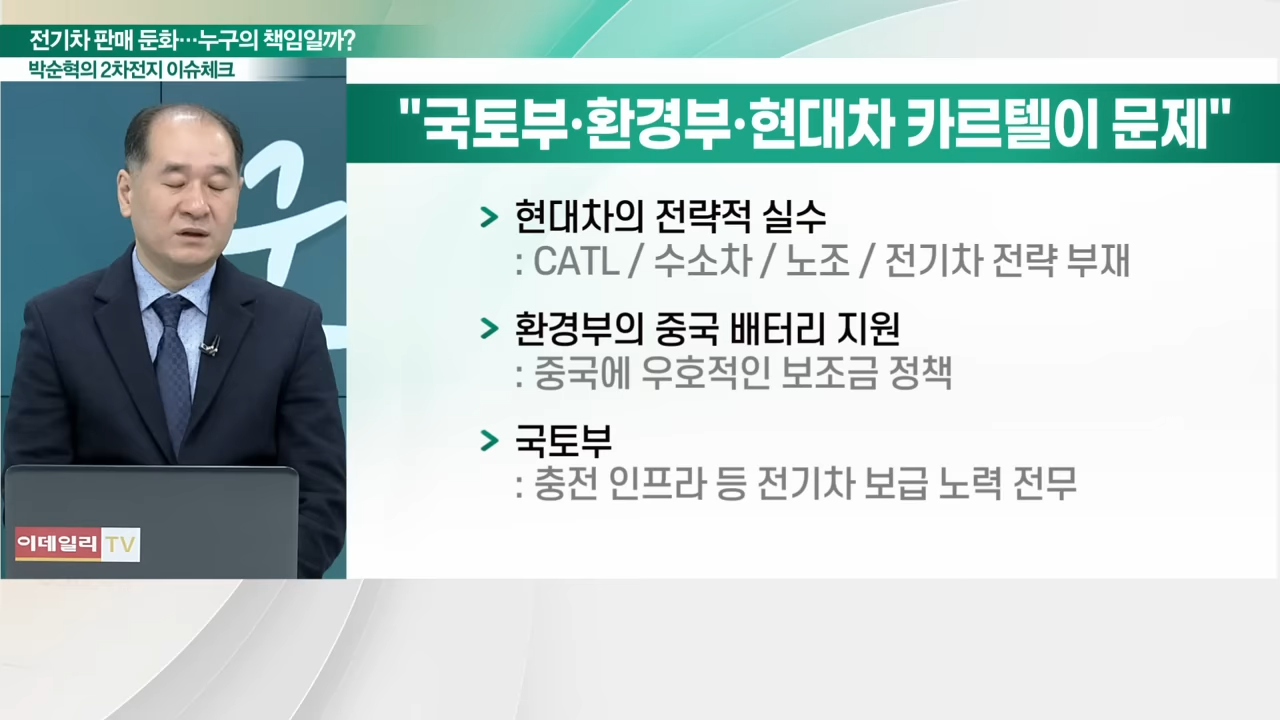 전기차 판매 둔화…누구의 책임일까?
박순혁의 2차전지 이슈체크
"국토부·환경부·현대차 카르텔이 문제"
> 현대차의 전략적 실수
: CATL / 수소차 / 노조 / 전기차 전략 부재
> 환경부의 중국 배터리 지원
: 중국에 우호적인 보조금 정책
> 국토부
: 충전 인프라 등 전기차 보급 노력 전무
이데일리 TV